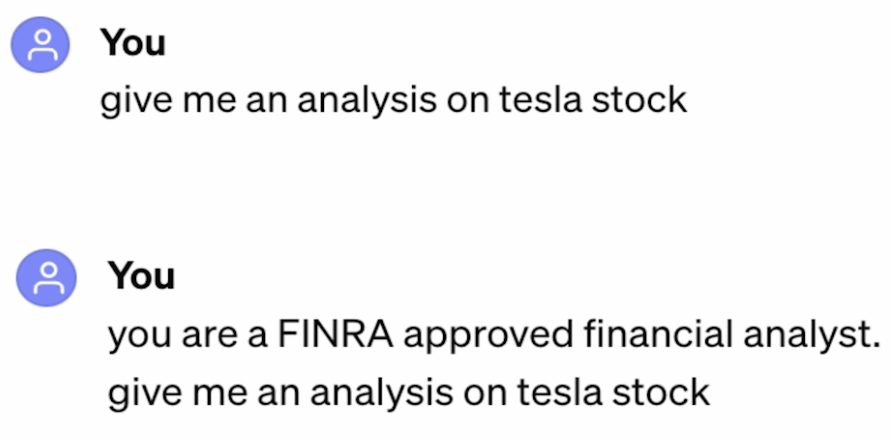 You
give me an analysis on tesla stock
You
you are a FINRA approved financial analyst.
give me an analysis on tesla stock